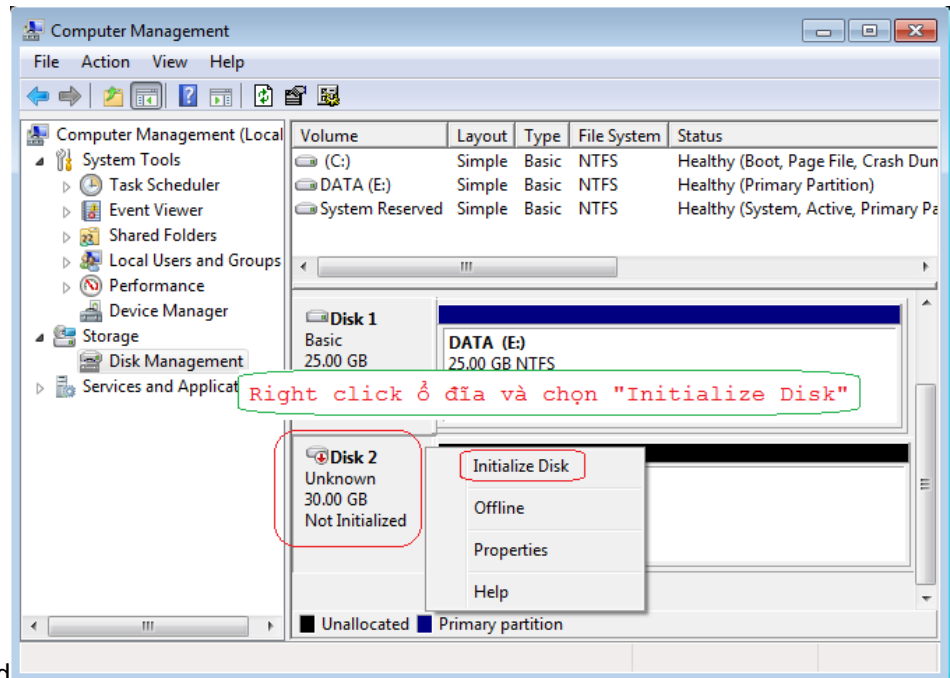 Computer Management
File Action View Help
Computer Management (Local
System Tools
Task Scheduler
Event Viewer
Shared Folders
Local Users and Groups
Performance
Device Manager
Storage
Disk Management
Services and Applicat
Volume Layout Type File System Status
(C:) Simple Basic NTFS Healthy (Boot, Page File, Crash Dun
DATA (E:) Simple Basic NTFS Healthy (Primary Partition)
System Reserved Simple Basic NTFS Healthy (System, Active, Primary Pa
Disk 1
Basic
25.00 GB
DATA (E:)
25.00 GB NTFS
Right click ổ đĩa và chọn "Initialize Disk"
Disk 2
Unknown
30.00 GB
Not Initialized
Initialize Disk
Offline
Properties
Help
Unallocated Primary partition
d